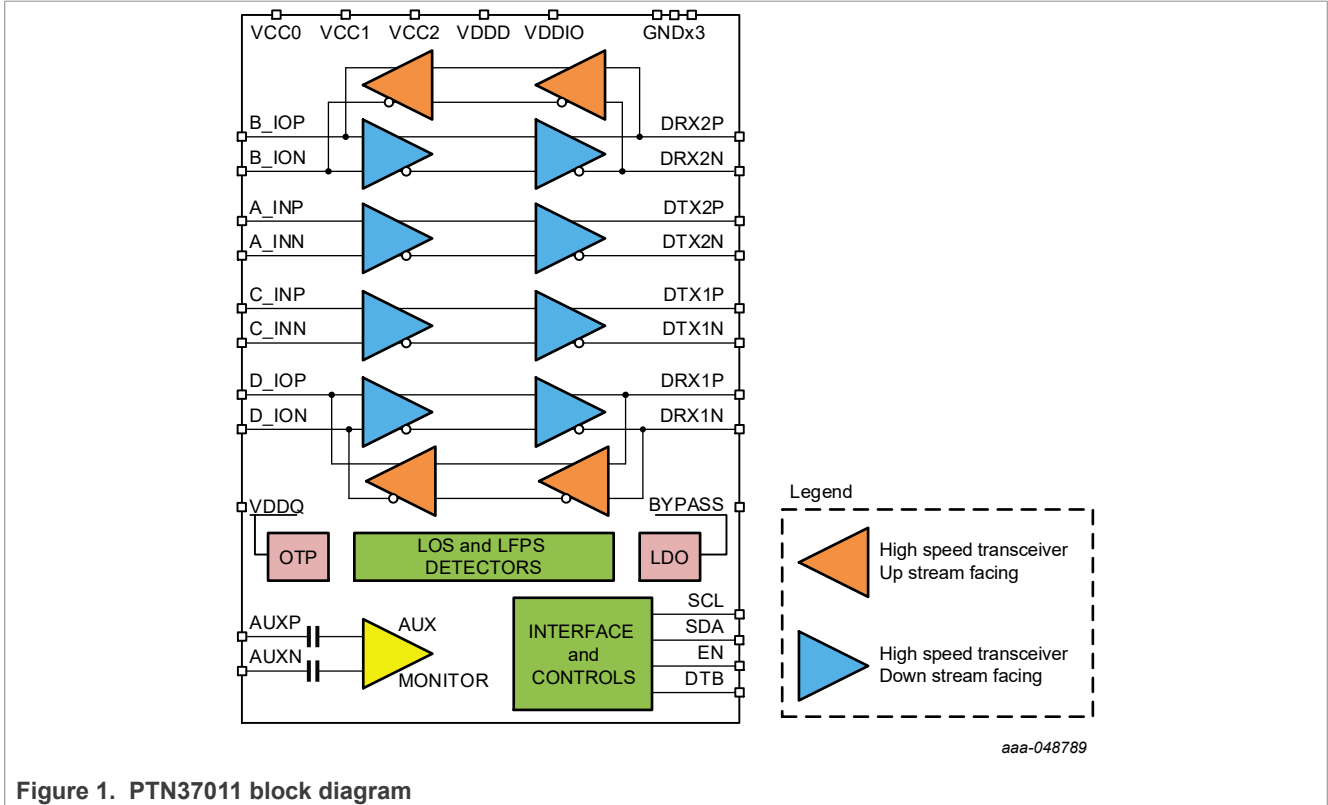 VCC0 VCC1 VCC2 VDDD VDDIO GNDx3
B_IOP DRX2P
B_ION DRX2N
A_INP DTX2P
A_INN DTX2N
C_INP DTX1P
C_INN DTX1N
D_IOP DRX1P
D_ION DRX1N
VDDQ BYPASS
OTP
LOS and LFPS
DETECTORS
LDO
AUXP
AUXN
AUX
MONITOR
INTERFACE
and
CONTROLS
SCL
SDA
EN
DTB
Legend
High speed transceiver
Up stream facing
High speed transceiver
Down stream facing
aaa-048789
Figure 1. PTN37011 block diagram